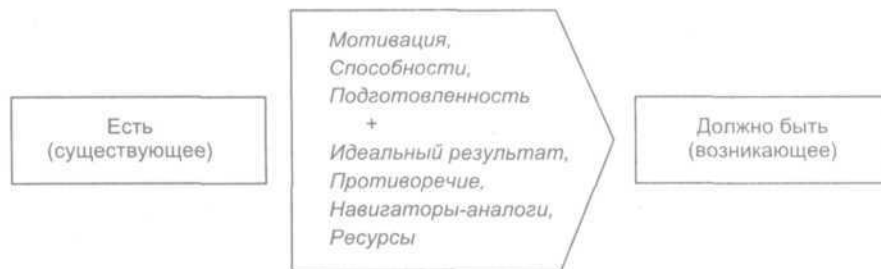 Есть
(существующее)
Мотивация,
Способности,
Подготовленность
+
Идеальный результат,
Противоречие,
Навигаторы-аналоги,
Ресурсы
Должно быть
(возникающее)